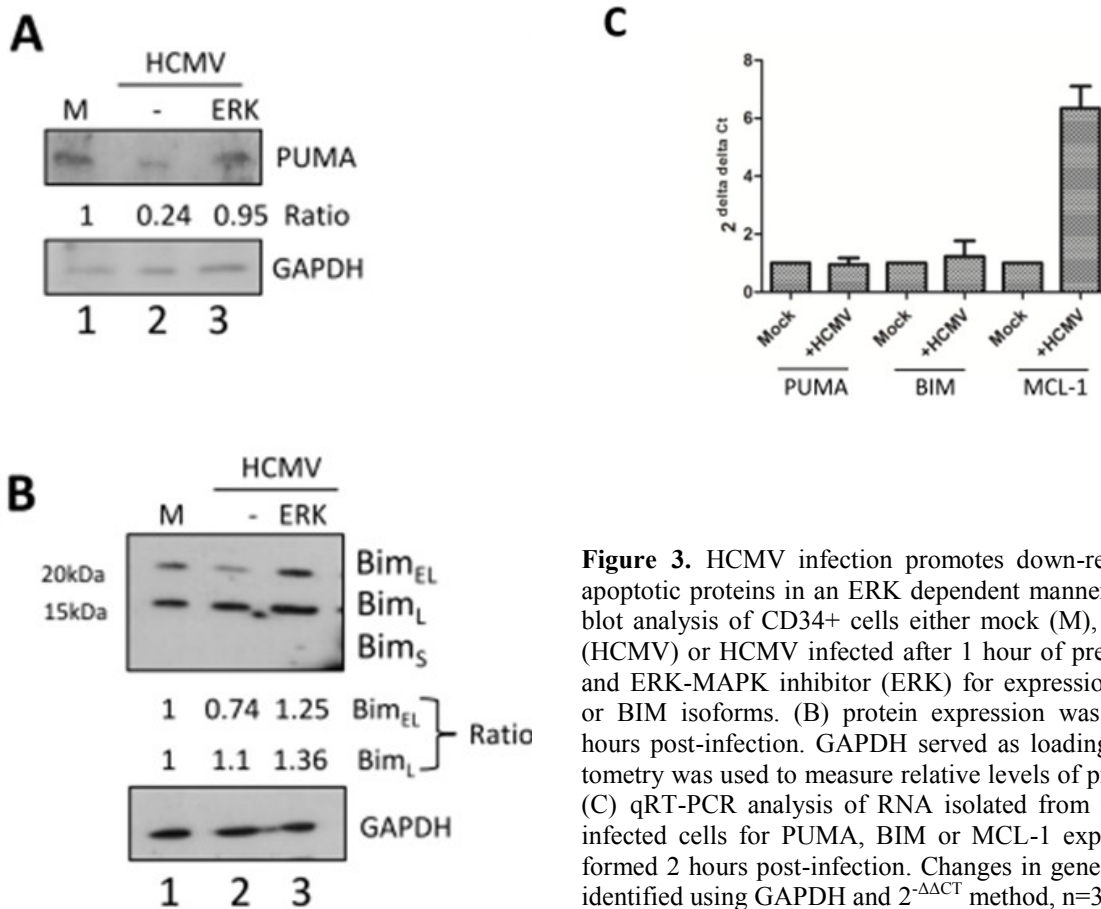 A
HCMV
M - ERK
PUMA
1 0.24 0.95 Ratio
GAPDH
1 2 3
C
8
6
4
2
0
2 delta delta Ct
Mock +HCMV Mock +HCMV Mock +HCMV
PUMA BIM MCL-1
B
HCMV
M - ERK
20kDa BimEL
15kDa BimL
BimS
1 0.74 1.25 BimEL
Ratio
1 1.1 1.36 BimL
GAPDH
1 2 3
Figure 3. HCMV infection promotes down-re
apoptotic proteins in an ERK dependent manner
blot analysis of CD34+ cells either mock (M),
(HCMV) or HCMV infected after 1 hour of pre
and ERK-MAPK inhibitor (ERK) for expressio
or BIM isoforms. (B) protein expression was
hours post-infection. GAPDH served as loading
tometry was used to measure relative levels of p
(C) qRT-PCR analysis of RNA isolated from
infected cells for PUMA, BIM or MCL-1 exp
formed 2 hours post-infection. Changes in gene
identified using GAPDH and 2-ΔΔCT method, n=3